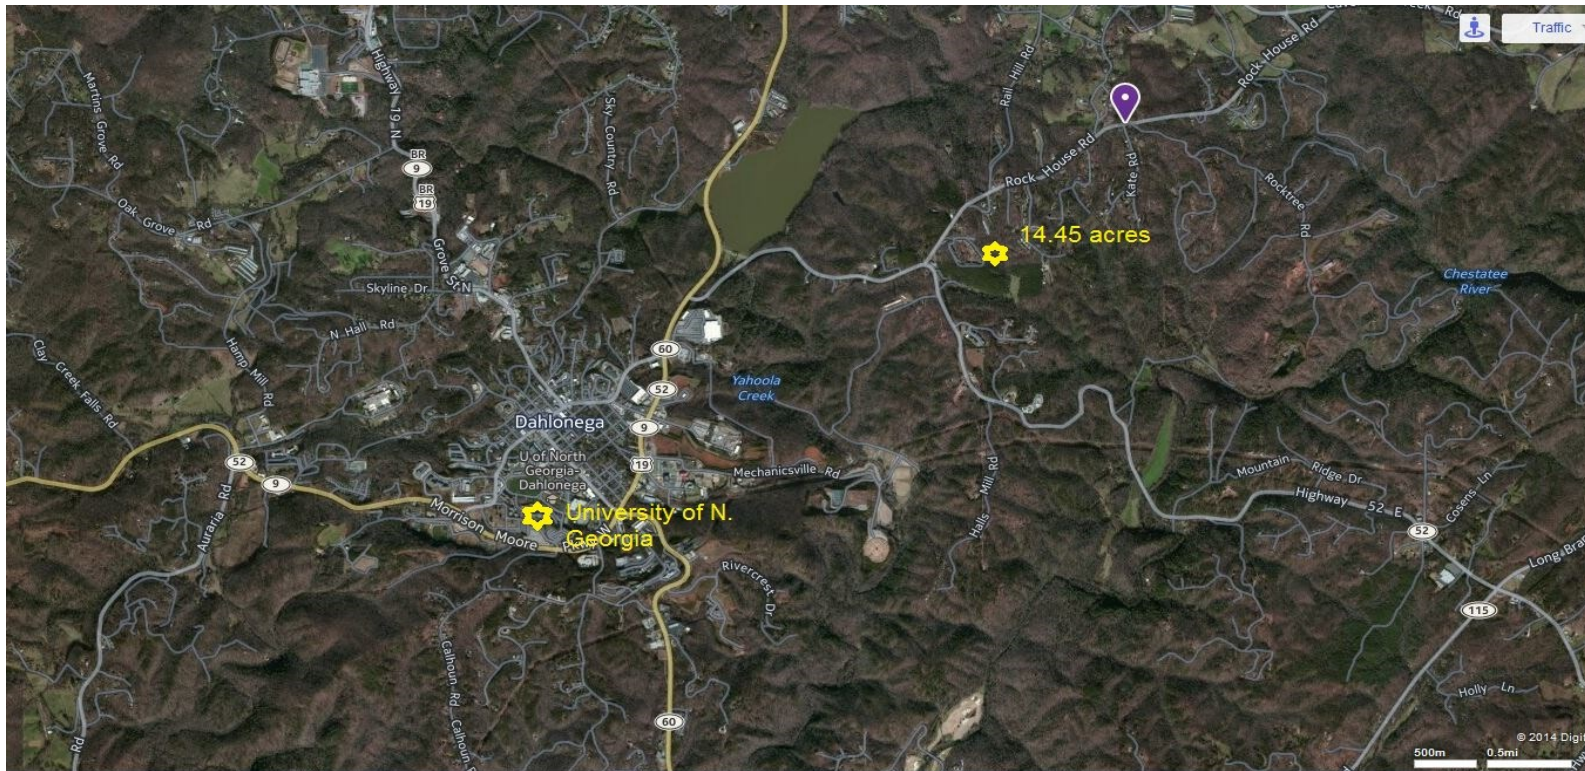 Traffic
Highway 19 N
Martins Grove Rd
Sky Country Rd
Rail Hill Rd
Rock House Rd
BR
9
BR
19
Rock House Rd
Kate Rd
Rocktree Rd
Oak Grove Rd
Grove St N
14.45 acres
Chestatee
River
Skyline Dr
N Hall Rd
Clay Creek Falls Rd
Hamp Mill Rd
60
52
Yahoola
Creek
Dahlonega
9
U of North
Georgia-
Dahlonega
19
Mechanicsville Rd
52
9
Mountain Ridge Dr
Highway 52 E
Cosens Ln
52
Halls Mill Rd
Auraria Rd
Morrison Moore
University of N.
Georgia
Rivercrest Dr
115
Calhoun Rd
Calhoun
Holly Ln
60
Rd
© 2014 Digi
500m
0.5mi